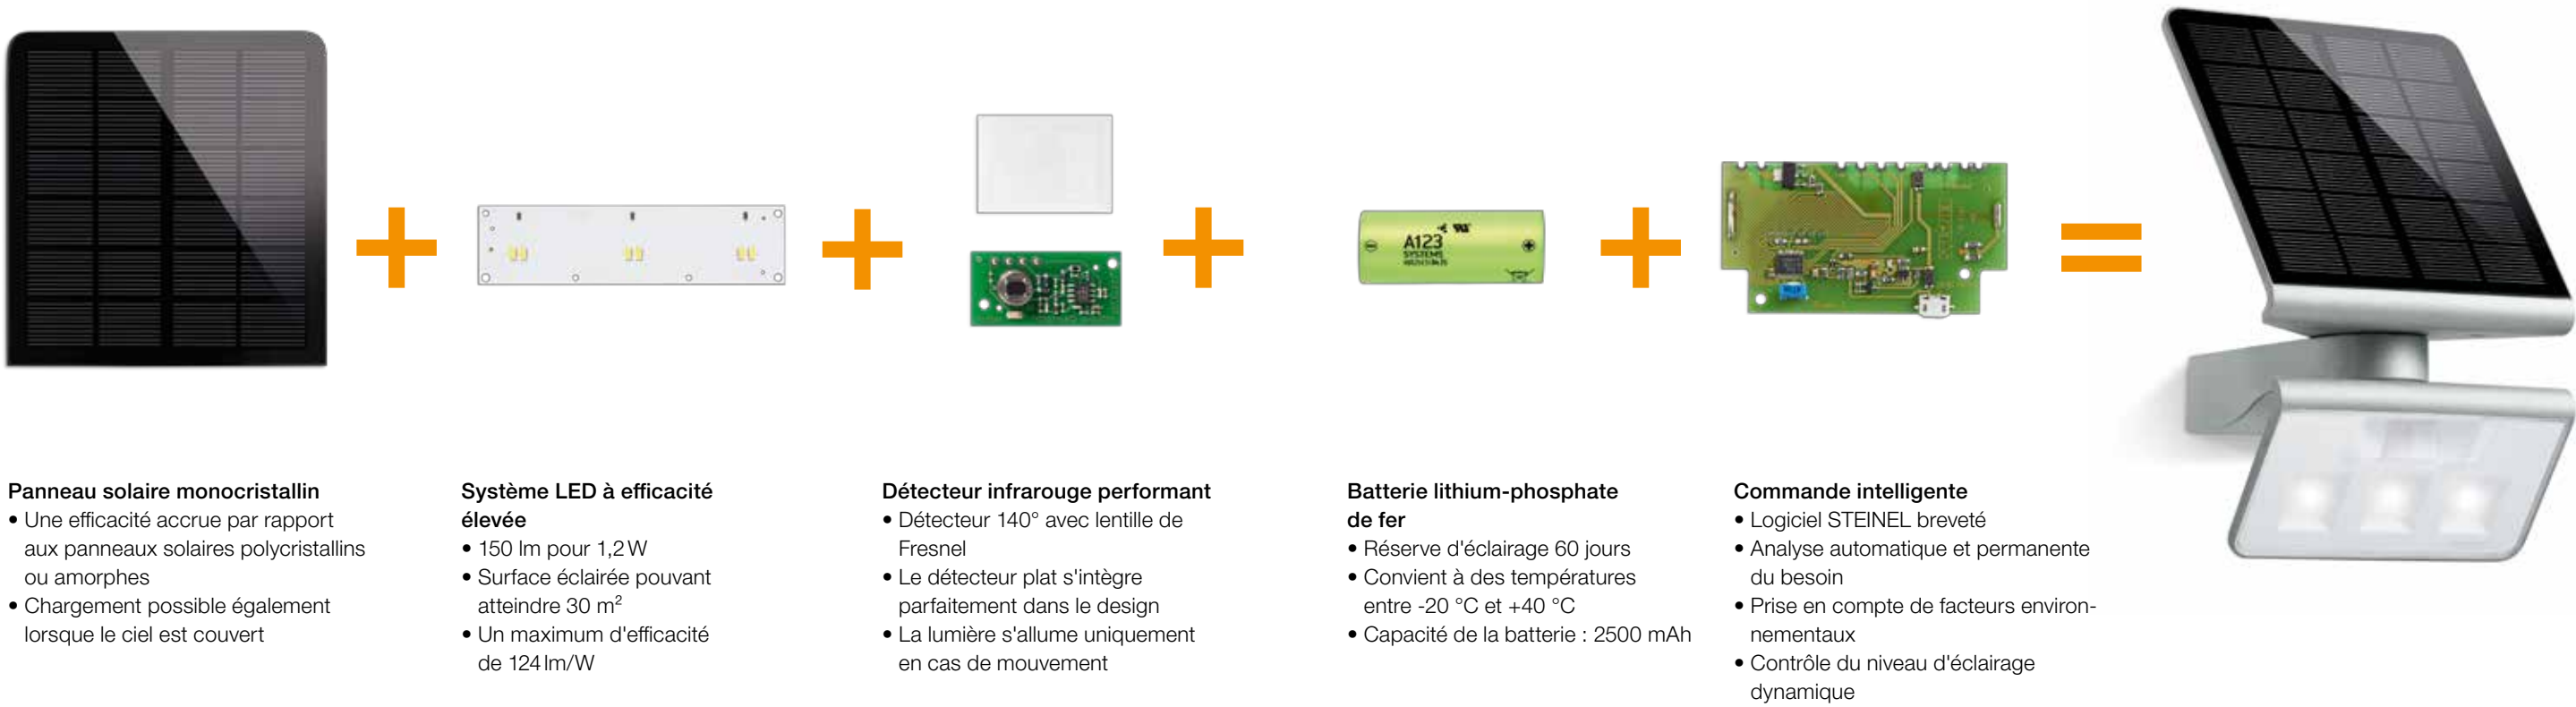 A123
SYSTEMS
Panneau solaire monocristallin
• Une efficacité accrue par rapport
aux panneaux solaires polycristallins
ou amorphes
• Chargement possible également
lorsque le ciel est couvert
Système LED à efficacité
élevée
• 150 lm pour 1,2 W
• Surface éclairée pouvant
atteindre 30 m²
• Un maximum d'efficacité
de 124 lm/W
Détecteur infrarouge performant
• Détecteur 140° avec lentille de
Fresnel
• Le détecteur plat s'intègre
parfaitement dans le design
• La lumière s'allume uniquement
en cas de mouvement
Batterie lithium-phosphate
de fer
• Réserve d'éclairage 60 jours
• Convient à des températures
entre -20 °C et +40 °C
• Capacité de la batterie : 2500 mAh
Commande intelligente
• Logiciel STEINEL breveté
• Analyse automatique et permanente
du besoin
• Prise en compte de facteurs environ-
nementaux
• Contrôle du niveau d'éclairage
dynamique